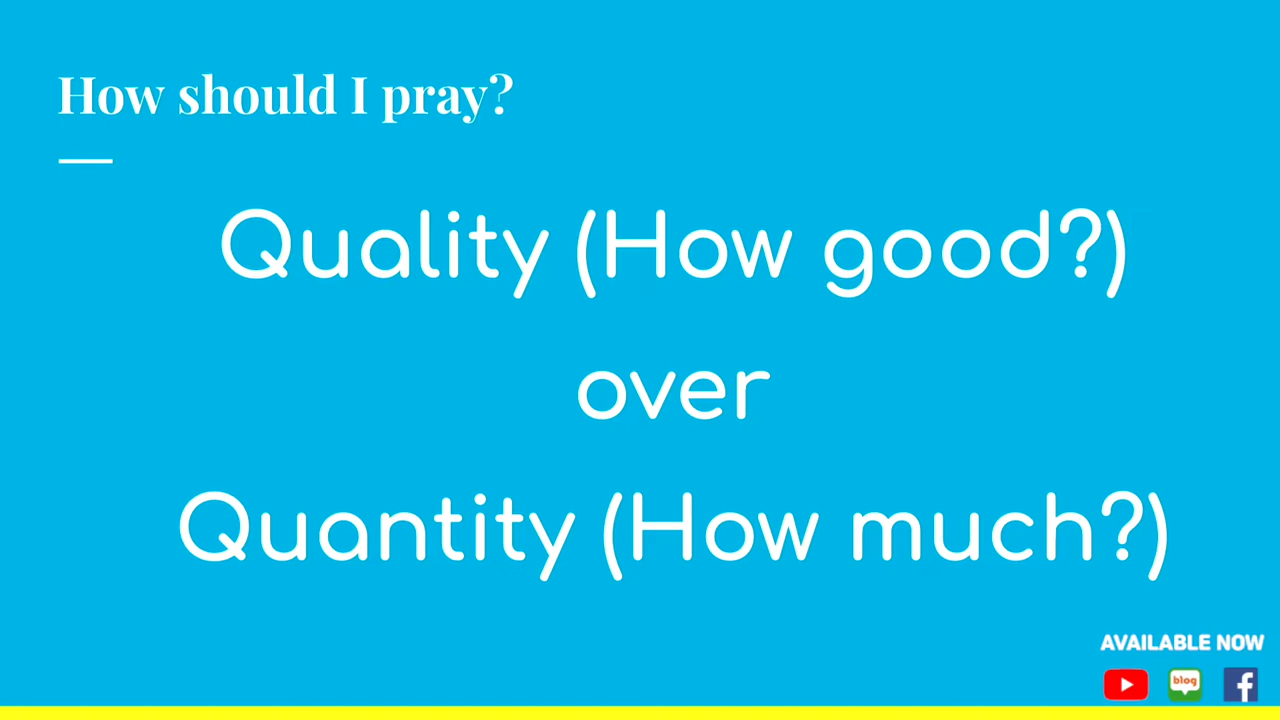 How should I pray?
Quality (How good?)
over
Quantity (How much?)
AVAILABLE NOW
blog